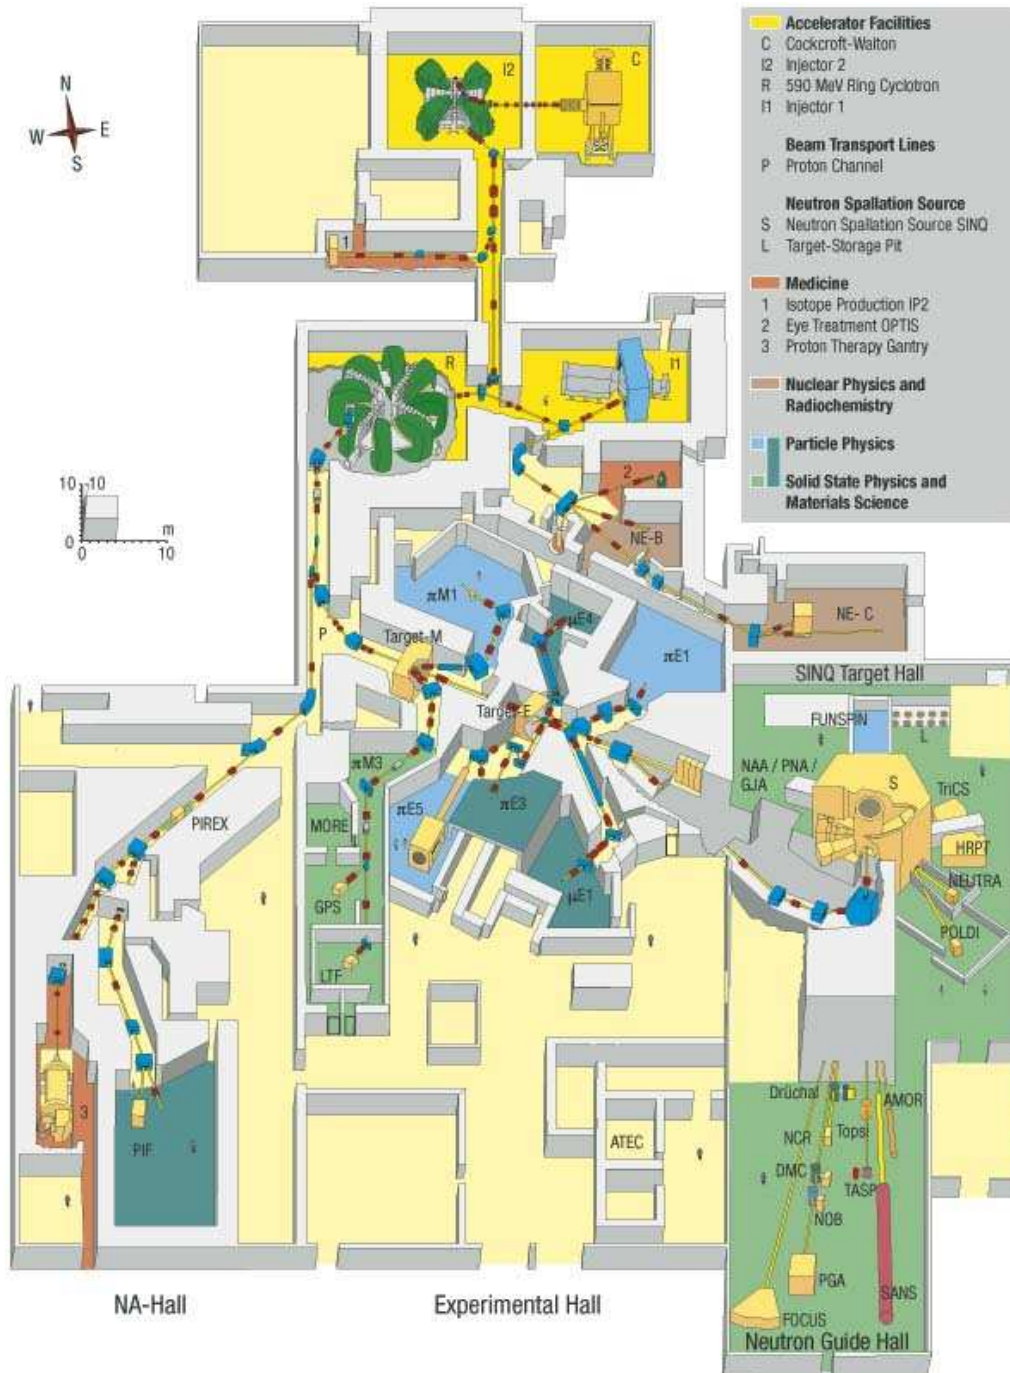 Accelerator Facilities
C Cockcroft-Walton
I2 Injector 2
R 590 MeV Ring Cyclotron
I1 Injector 1
Beam Transport Lines
P Proton Channel
Neutron Spallation Source
S Neutron Spallation Source SINQ
L Target-Storage Pit
Medicine
1 Isotope Production IP2
2 Eye Treatment OPTIS
3 Proton Therapy Gantry
Nuclear Physics and
Radiochemistry
Particle Physics
Solid State Physics and
Materials Science
N
W E
S
I2
C
1
R
I1
2
10 10
m
0
0 10
NE-B
πM1
μE4
NE- C
P
Target-M
πE1
SINQ Target Hall
Target-E
FUNSPIN
L
πM3
NAA / PNA /
GJA
S
TriCS
πE5
πE3
PIREX
MORE
HRPT
NEUTRA
GPS
μE1
POLDI
LTF
Drüchal
AMOR
3
PIF
ATEC
NCR
Tops
DMC
TASP
NOB
PGA
SANS
FOCUS
NA-Hall
Experimental Hall
Neutron Guide Hall